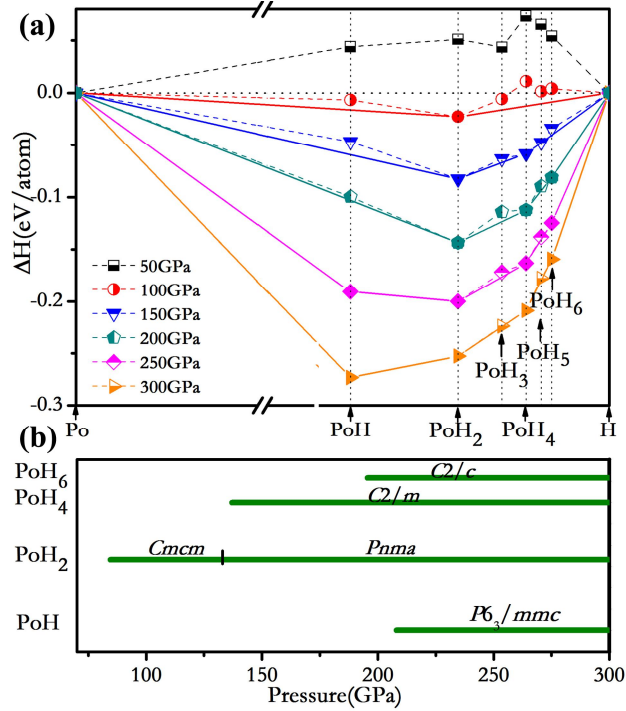 (a)
0.0
-0.1
-0.2
-0.3
ΔH(eV/atom)
50GPa
100GPa
150GPa
200GPa
250GPa
300GPa
PoH6
PoH5
PoH3
Po
PoH
PoH2
PoH4
H
(b)
PoH6
C2/c
PoH4
C2/m
PoH2
Cmcm
Pnma
PoH
P63/mmc
100
150
200
250
300
Pressure(GPa)